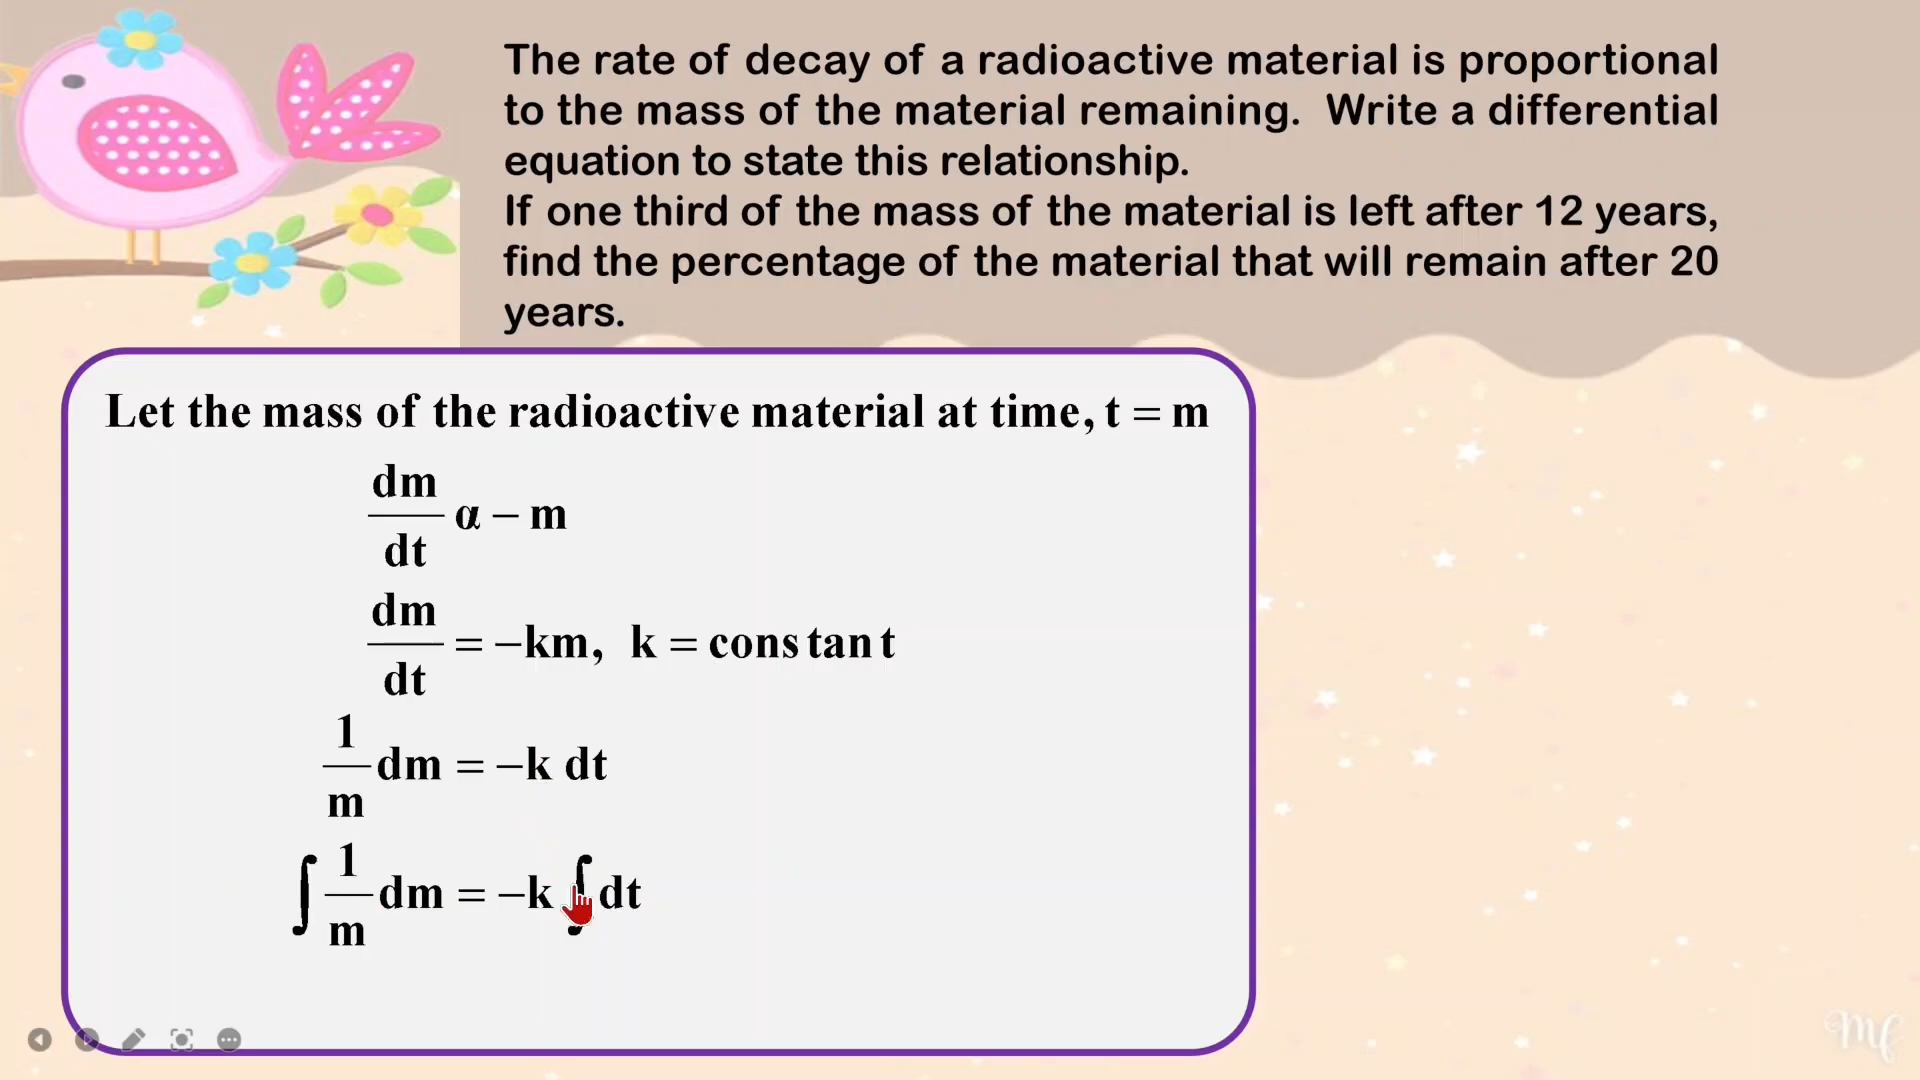 The rate of decay of a radioactive material is proportional
to the mass of the material remaining. Write a differential
equation to state this relationship.
If one third of the mass of the material is left after 12 years,
find the percentage of the material that will remain after 20
years.
Let the mass of the radioactive material at time, t = m
dm/dt α − m
dm/dt = −km, k = constant
1/m dm = −k dt
∫ 1/m dm = −k ∫ dt
mf